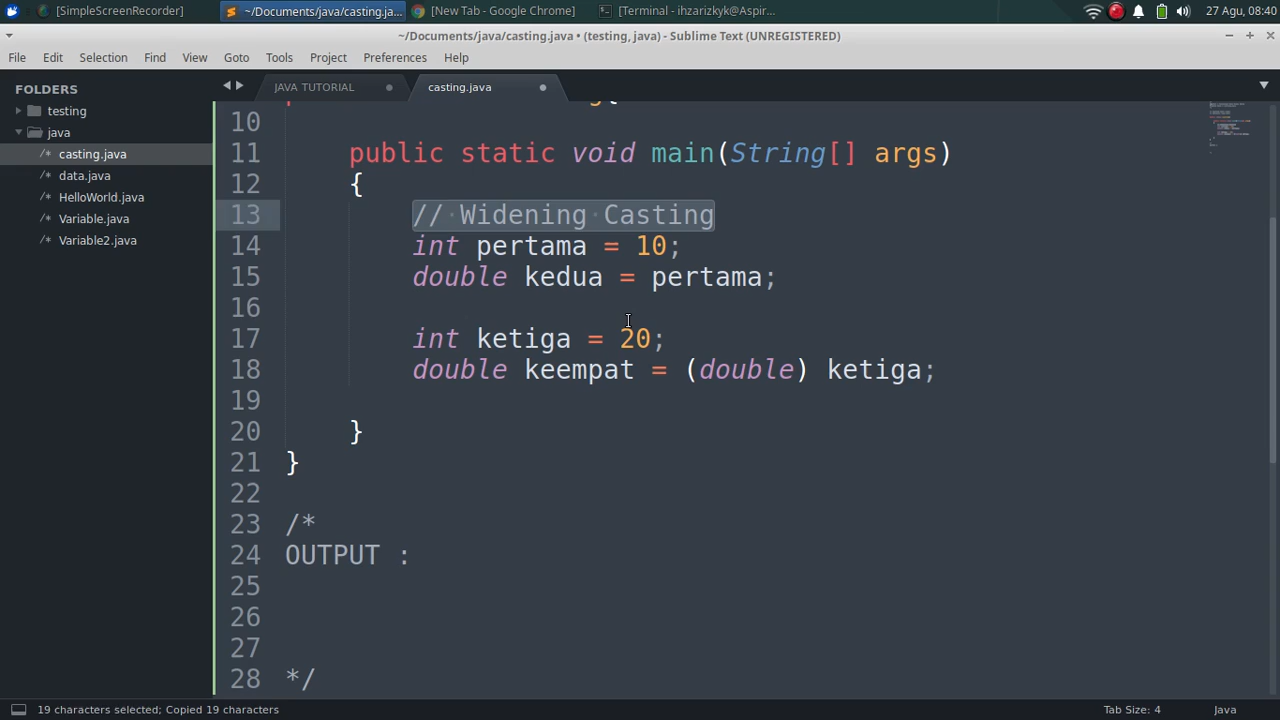 [SimpleScreenRecorder]
~/Documents/java/casting.ja...
[New Tab - Google Chrome]
[Terminal - ihzarizkyk@Aspir...
27 Agu, 08:40
~/Documents/java/casting.java • (testing, java) - Sublime Text (UNREGISTERED)
File Edit Selection Find View Goto Tools Project Preferences Help
FOLDERS
testing
java
/* casting.java
/* data.java
/* HelloWorld.java
/* Variable.java
/* Variable2.java
JAVA TUTORIAL
casting.java
10
11 public static void main(String[] args)
12 {
13 // Widening Casting
14 int pertama = 10;
15 double kedua = pertama;
16
17 int ketiga = 20;
18 double keempat = (double) ketiga;
19
20 }
21 }
22
23 /*
24 OUTPUT :
25
26
27
28 */
19 characters selected; Copied 19 characters
Tab Size: 4
Java